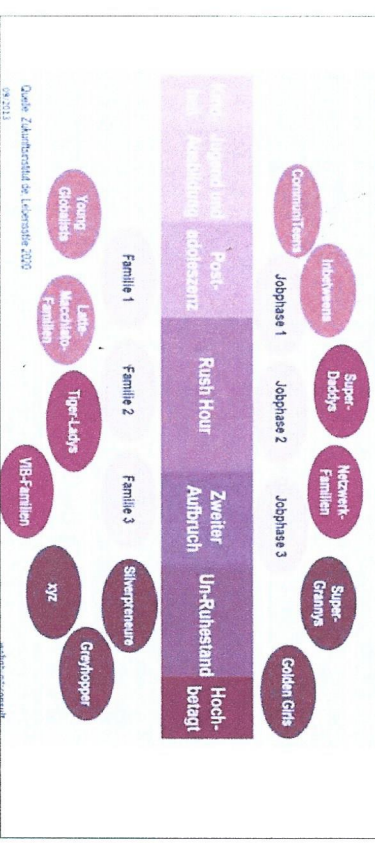 CommuniTeens
Inbetweens
Super-
Daddys
Netzwerk-
Familien
Super-
Grannys
Golden Girls
Jobphase 1
Jobphase 2
Jobphase 3
Jugend und
Ausbildung
Post-
adoleszenz
Rush Hour
Zweiter
Aufbruch
Un-Ruhestand
Hoch-
betagt
Familie 1
Familie 2
Familie 3
Silverpreneure
Young
Globalists
Latte-
Macchiato-
Familien
Tiger-Ladys
VIB-Familien
xyz
Greyhopper
Quelle: Zukunftsinstitut.de Lebensstile 2020
09/2013